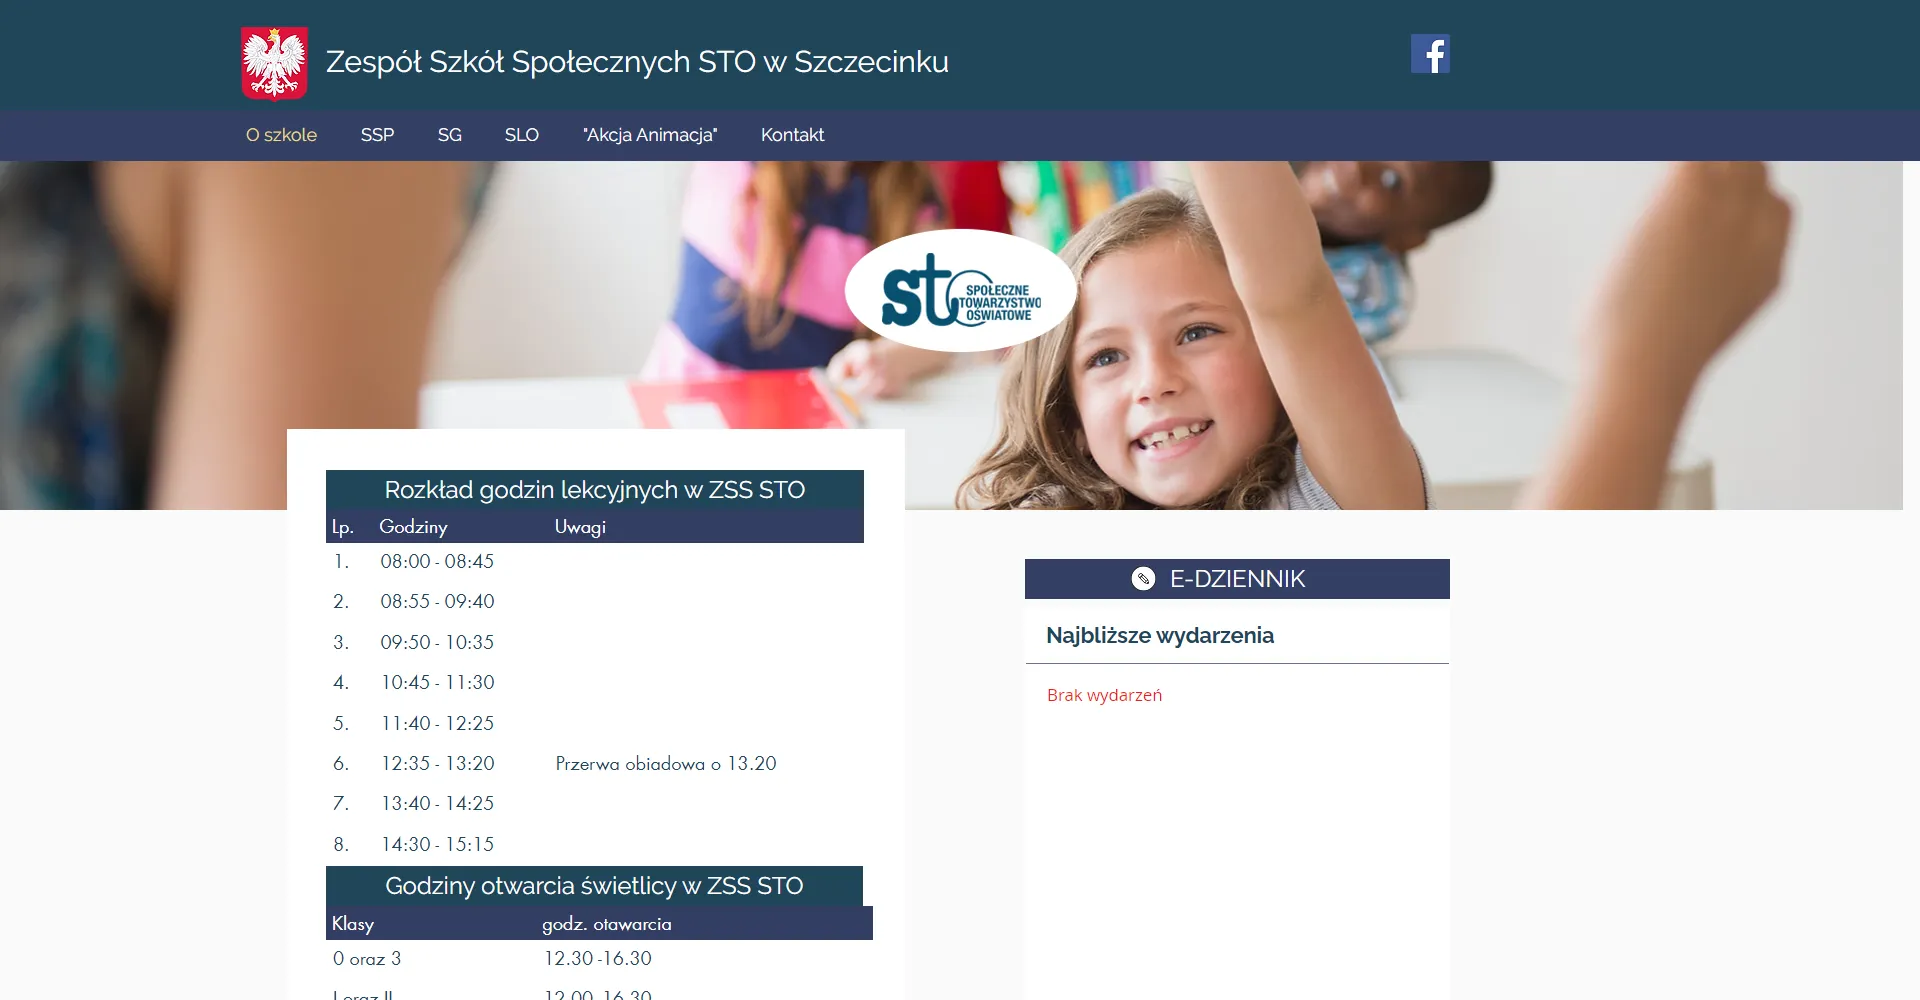 Zespół Szkół Społecznych STO w Szczecinku
O szkole SSP SG SLO "Akcja Animacja" Kontakt
sto SPOŁECZNE
TOWARZYSTWO
OŚWIATOWE
Rozkład godzin lekcyjnych w ZSS STO
Lp. Godziny Uwagi
1. 08:00 - 08:45
2. 08:55 - 09:40
3. 09:50 - 10:35
4. 10:45 - 11:30
5. 11:40 - 12:25
6. 12:35 - 13:20 Przerwa obiadowa o 13.20
7. 13:40 - 14:25
8. 14:30 - 15:15
Godziny otwarcia świetlicy w ZSS STO
Klasy godz. otawarcia
0 oraz 3 12.30 -16.30
I oraz II 12.00 -16.30
E-DZIENNIK
Najbliższe wydarzenia
Brak wydarzeń